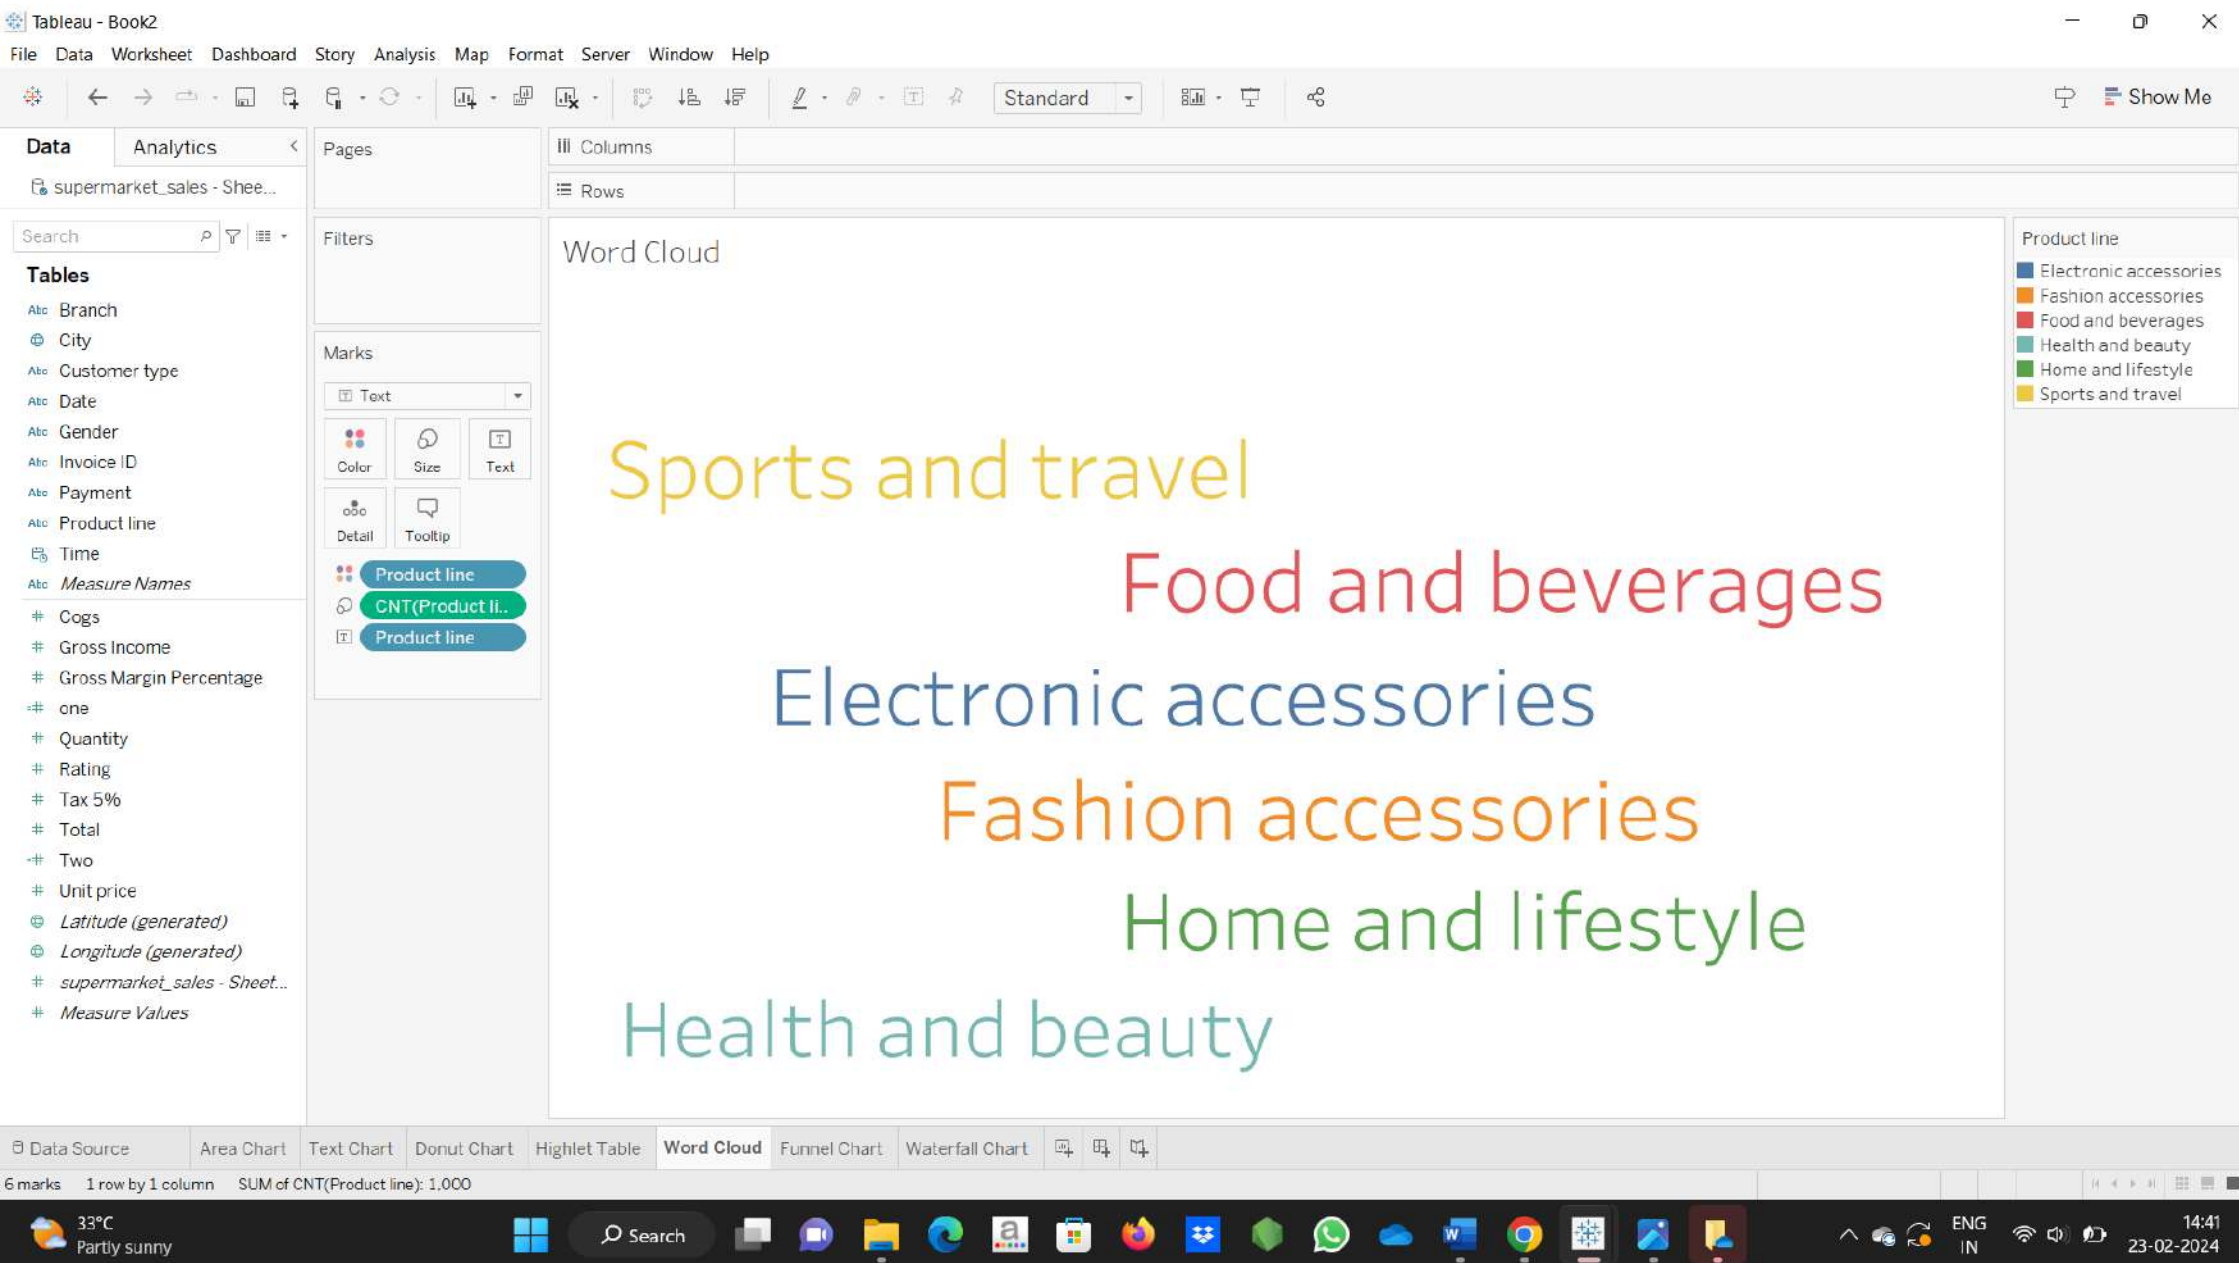 Tableau - Book2
File Data Worksheet Dashboard Story Analysis Map Format Server Window Help
Standard
Show Me
Data Analytics
supermarket_sales - Shee...
Search
Tables
Abc Branch
City
Abc Customer type
Abc Date
Abc Gender
Abc Invoice ID
Abc Payment
Abc Product line
Time
Abc Measure Names
# Cogs
# Gross Income
# Gross Margin Percentage
=# one
# Quantity
# Rating
# Tax 5%
# Total
=# Two
# Unit price
Latitude (generated)
Longitude (generated)
# supermarket_sales - Sheet...
# Measure Values
Pages
Filters
Marks
T Text
Color Size Text
Detail Tooltip
Product line
CNT(Product li..
Product line
Columns
Rows
Word Cloud
Sports and travel
Food and beverages
Electronic accessories
Fashion accessories
Home and lifestyle
Health and beauty
Product line
Electronic accessories
Fashion accessories
Food and beverages
Health and beauty
Home and lifestyle
Sports and travel
Data Source Area Chart Text Chart Donut Chart Highlet Table Word Cloud Funnel Chart Waterfall Chart
6 marks 1 row by 1 column SUM of CNT(Product line): 1,000
33°C
Partly sunny
Search
ENG
IN
14:41
23-02-2024